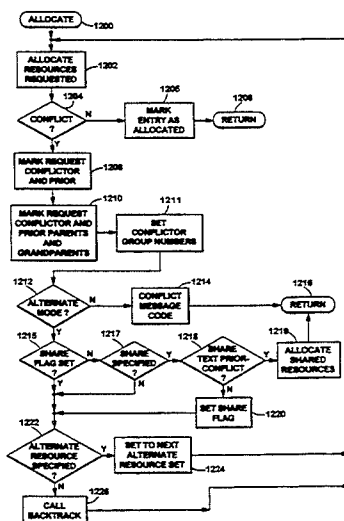 ALLOCATE
1200
ALLOCATE
RESOURCES
REQUESTED
1202
1204
CONFLICT
?
N
Y
1205
MARK
ENTRY AS
ALLOCATED
1206
RETURN
1208
MARK REQUEST
CONFLICTOR
AND PRIOR
1210
MARK REQUEST
CONFLICTOR AND
PRIOR PARENTS
AND
GRANDPARENTS
1211
SET
CONFLICTOR
GROUP NUMBERS
1212
ALTERNATE
MODE ?
N
Y
1214
CONFLICT
MESSAGE
CODE
1216
RETURN
1215
SHARE
FLAG SET
?
N
Y
1217
SHARE
SPECIFIED
?
Y
N
1218
SHARE
TEXT PRIOR-
CONFLICT
?
Y
N
1219
ALLOCATE
SHARED
RESOURCES
SET SHARE
FLAG
1220
1222
ALTERNATE
RESOURCE
SPECIFIED
?
Y
N
SET TO NEXT
ALTERNATE
RESOURCE SET
1224
1226
CALL
BACKTRACK